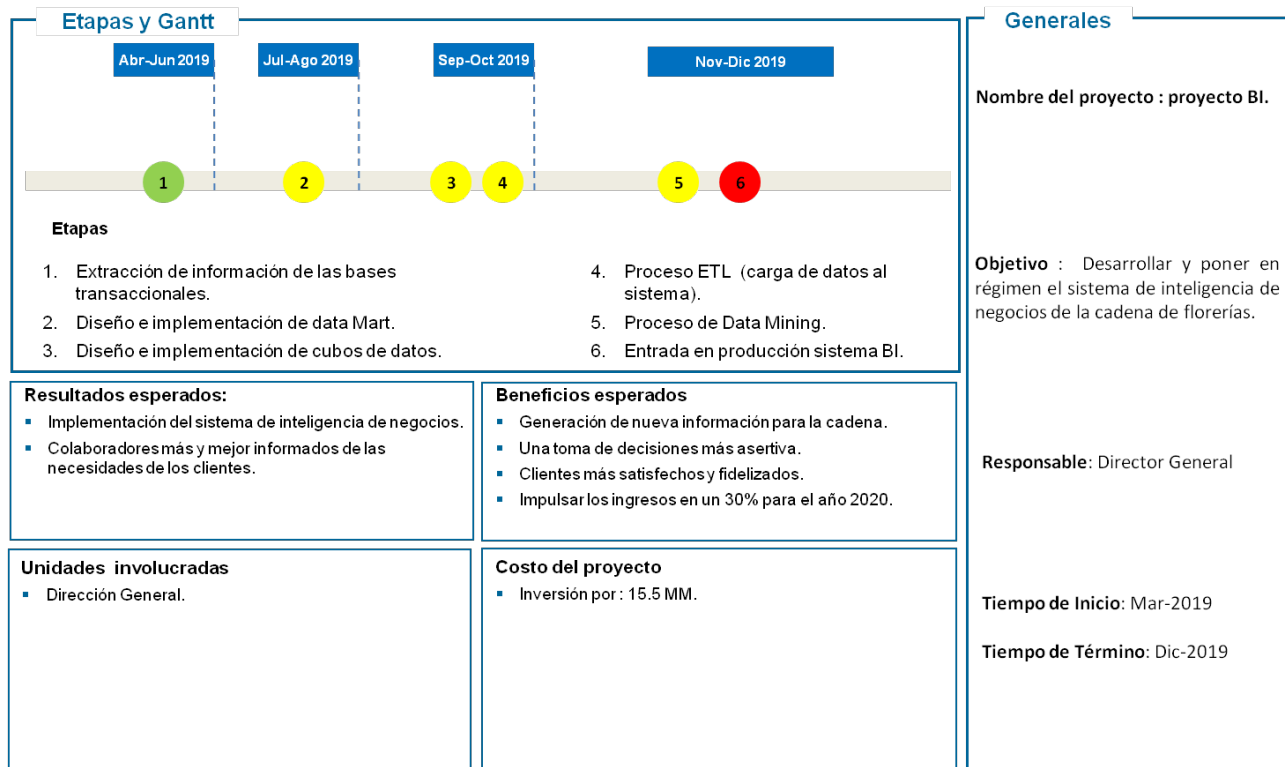 Etapas y Gantt
Abr-Jun 2019
Jul-Ago 2019
Sep-Oct 2019
Nov-Dic 2019
1
2
3
4
5
6
Etapas
1. Extracción de información de las bases
transaccionales.
2. Diseño e implementación de data Mart.
3. Diseño e implementación de cubos de datos.
4. Proceso ETL (carga de datos al
sistema).
5. Proceso de Data Mining.
6. Entrada en producción sistema BI.
Resultados esperados:
▪ Implementación del sistema de inteligencia de negocios.
▪ Colaboradores más y mejor informados de las
necesidades de los clientes.
Beneficios esperados
▪ Generación de nueva información para la cadena.
▪ Una toma de decisiones más asertiva.
▪ Clientes más satisfechos y fidelizados.
▪ Impulsar los ingresos en un 30% para el año 2020.
Unidades involucradas
▪ Dirección General.
Costo del proyecto
▪ Inversión por : 15.5 MM.
Generales
Nombre del proyecto : proyecto BI.
Objetivo : Desarrollar y poner en
régimen el sistema de inteligencia de
negocios de la cadena de florerías.
Responsable: Director General
Tiempo de Inicio: Mar-2019
Tiempo de Término: Dic-2019